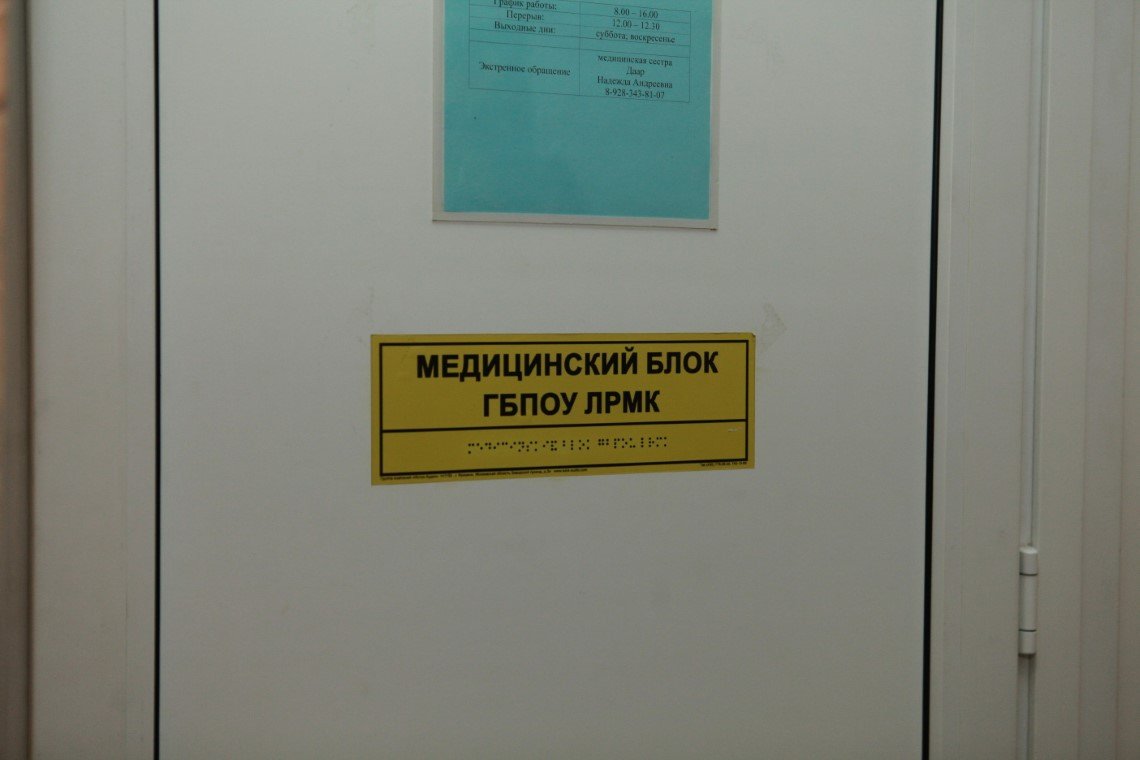 График работы: 8.00 – 16.00
Перерыв: 12.00 – 12.30
Выходные дни: суббота; воскресенье
Экстренное обращение
медицинская сестра
Даар
Надежда Андреевна
8-928-343-81-07
МЕДИЦИНСКИЙ БЛОК
ГБПОУ ЛРМК